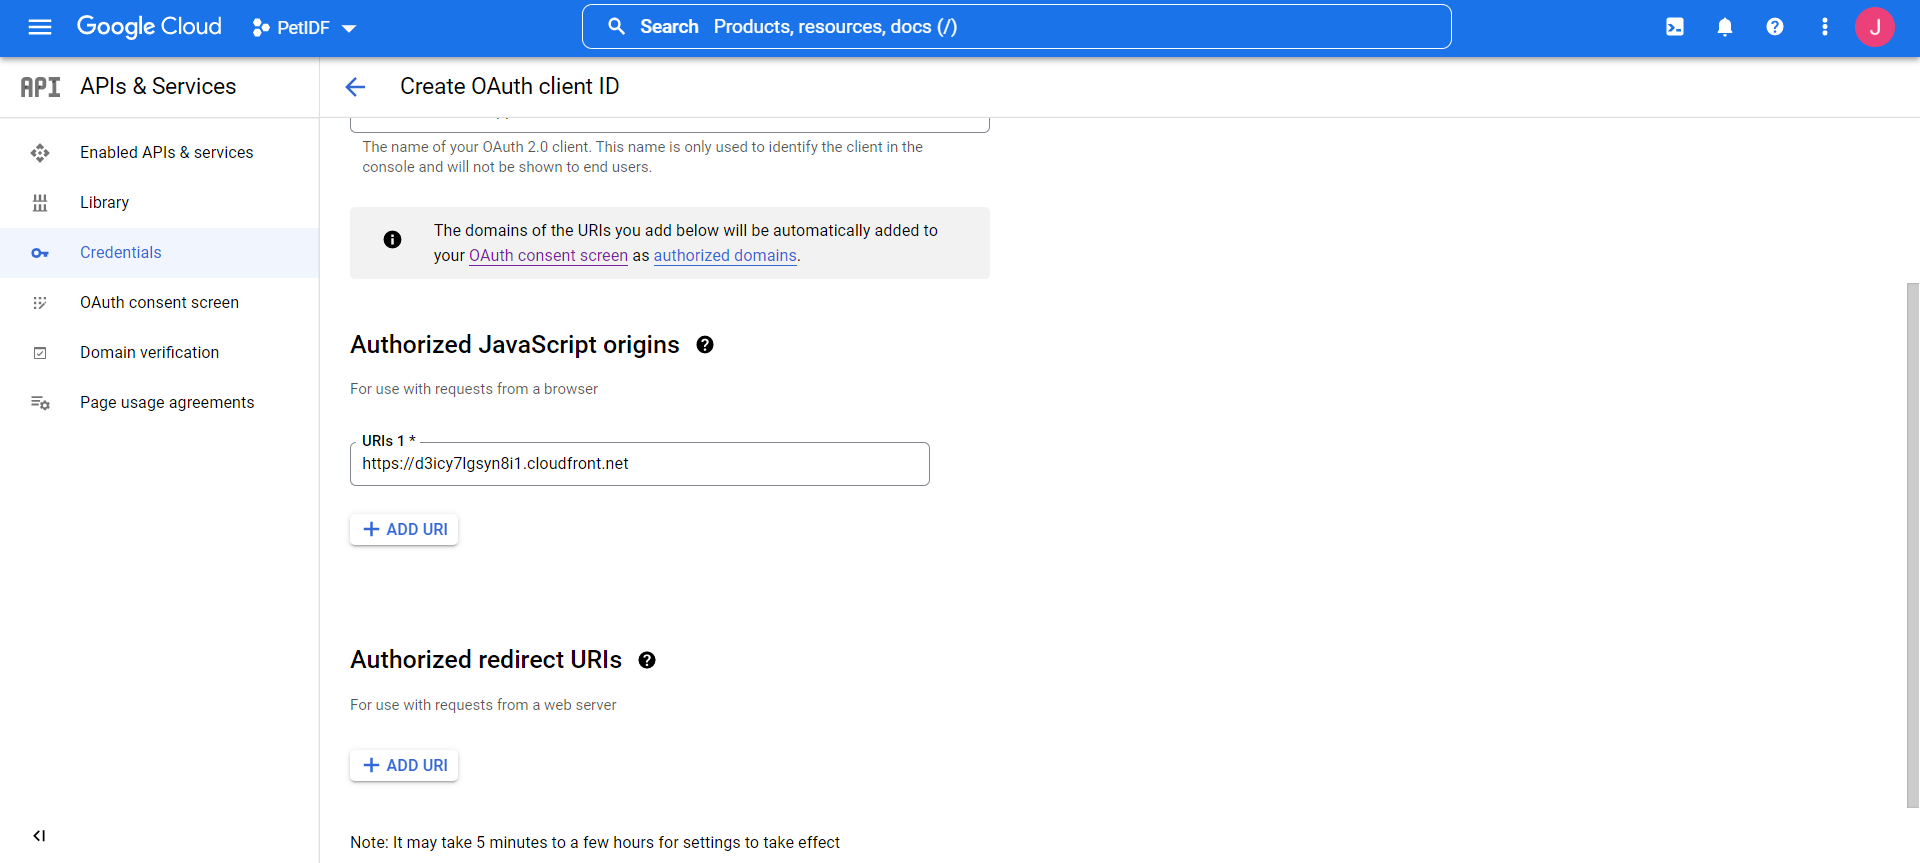 Google Cloud
PetIDF
Search Products, resources, docs (/)
J
API APIs & Services
Create OAuth client ID
Enabled APIs & services
Library
Credentials
OAuth consent screen
Domain verification
Page usage agreements
The name of your OAuth 2.0 client. This name is only used to identify the client in the
console and will not be shown to end users.
The domains of the URIs you add below will be automatically added to
your OAuth consent screen as authorized domains.
Authorized JavaScript origins
For use with requests from a browser
URIs 1 *
https://d3icy7lgsyn8i1.cloudfront.net
+ ADD URI
Authorized redirect URIs
For use with requests from a web server
+ ADD URI
Note: It may take 5 minutes to a few hours for settings to take effect